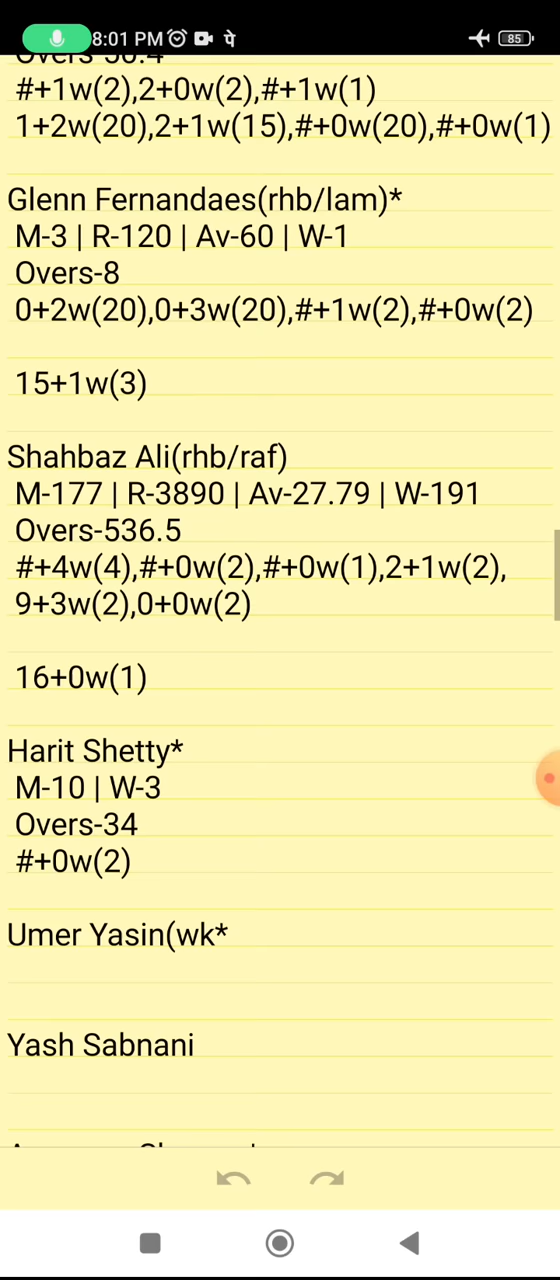 8:01 PM पे 85
Overs-50.4
#+1w(2),2+0w(2),#+1w(1)
1+2w(20),2+1w(15),#+0w(20),#+0w(1)
Glenn Fernandaes(rhb/lam)*
M-3 | R-120 | Av-60 | W-1
Overs-8
0+2w(20),0+3w(20),#+1w(2),#+0w(2)
15+1w(3)
Shahbaz Ali(rhb/raf)
M-177 | R-3890 | Av-27.79 | W-191
Overs-536.5
#+4w(4),#+0w(2),#+0w(1),2+1w(2),
9+3w(2),0+0w(2)
16+0w(1)
Harit Shetty*
M-10 | W-3
Overs-34
#+0w(2)
Umer Yasin(wk*
Yash Sabnani